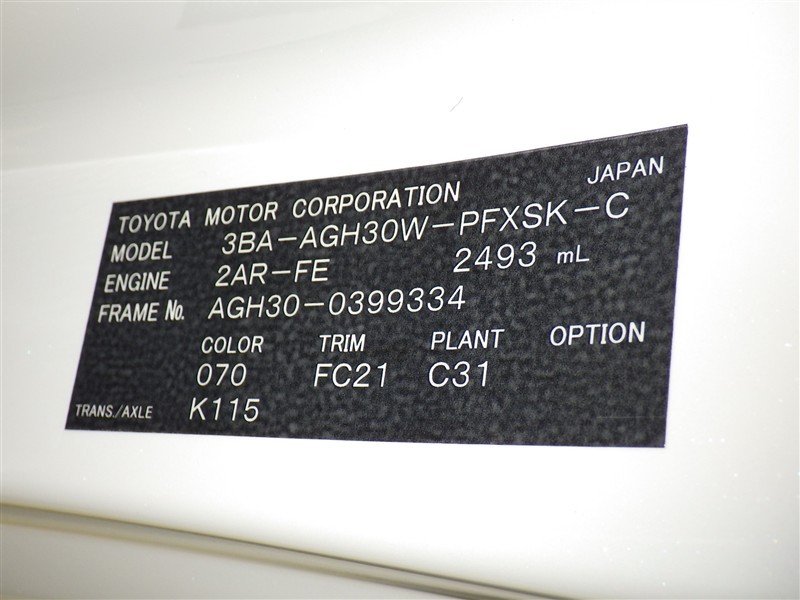 JAPAN
TOYOTA MOTOR CORPORATION
MODEL 3BA-AGH30W-PFXSK-C
ENGINE 2AR-FE 2493 mL
FRAME No. AGH30-0399334
COLOR TRIM PLANT OPTION
070 FC21 C31
TRANS./AXLE K115